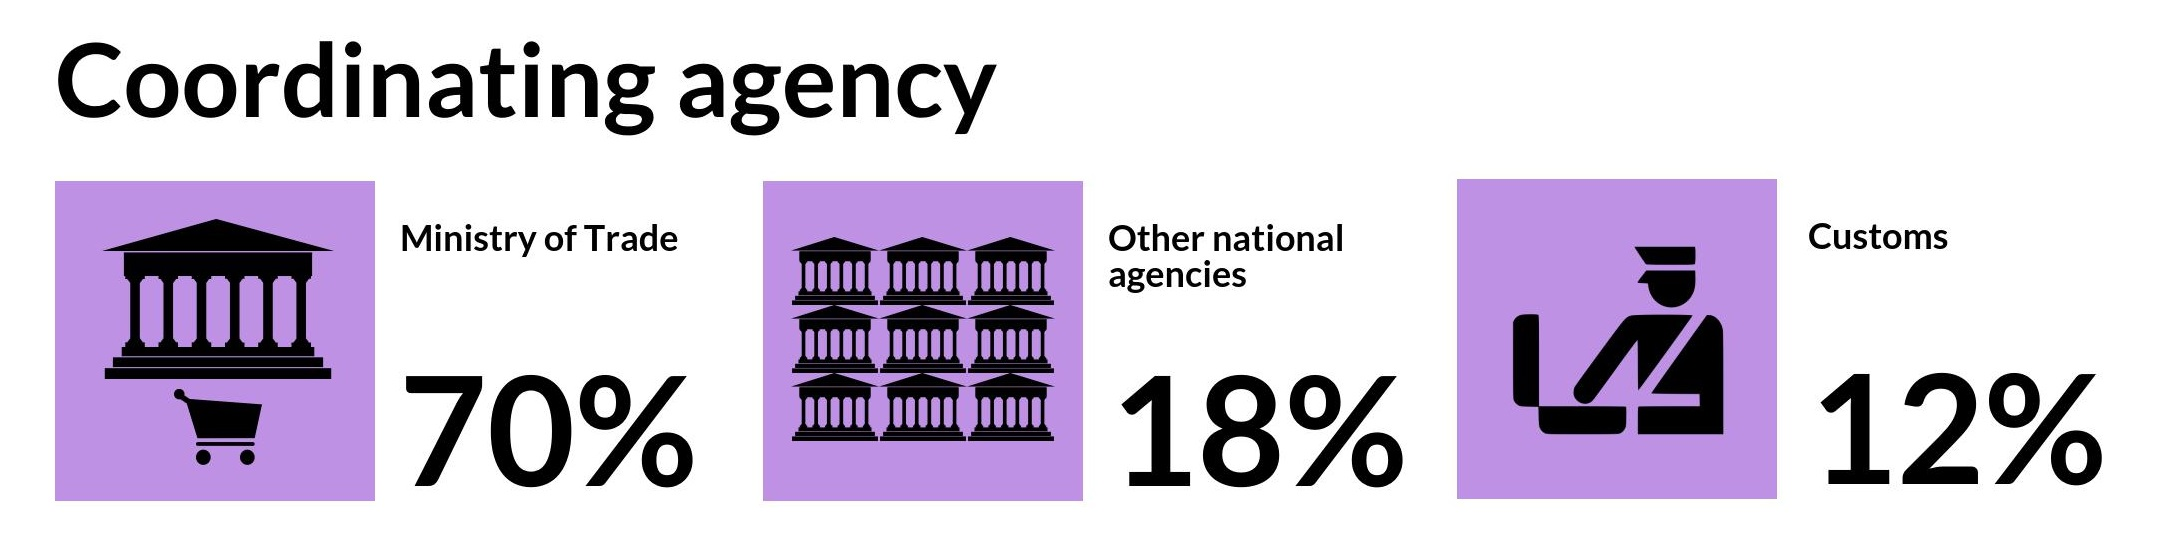 Coordinating agency
Ministry of Trade
70%
Other national
agencies
18%
Customs
12%